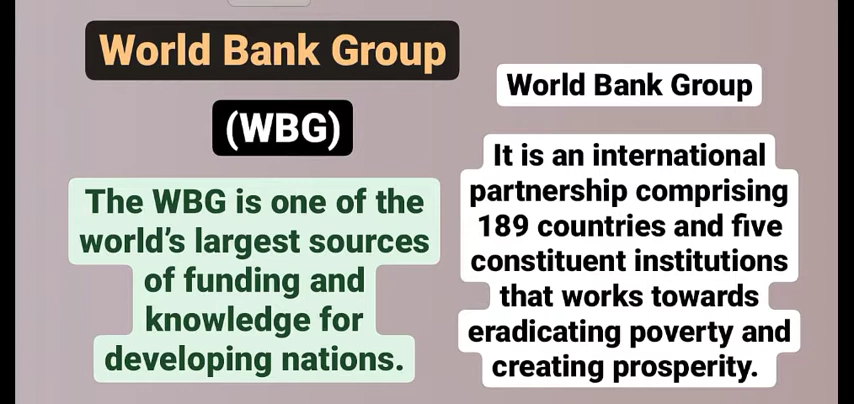 World Bank Group
(WBG)
The WBG is one of the
world's largest sources
of funding and
knowledge for
developing nations.
World Bank Group
It is an international
partnership comprising
189 countries and five
constituent institutions
that works towards
eradicating poverty and
creating prosperity.